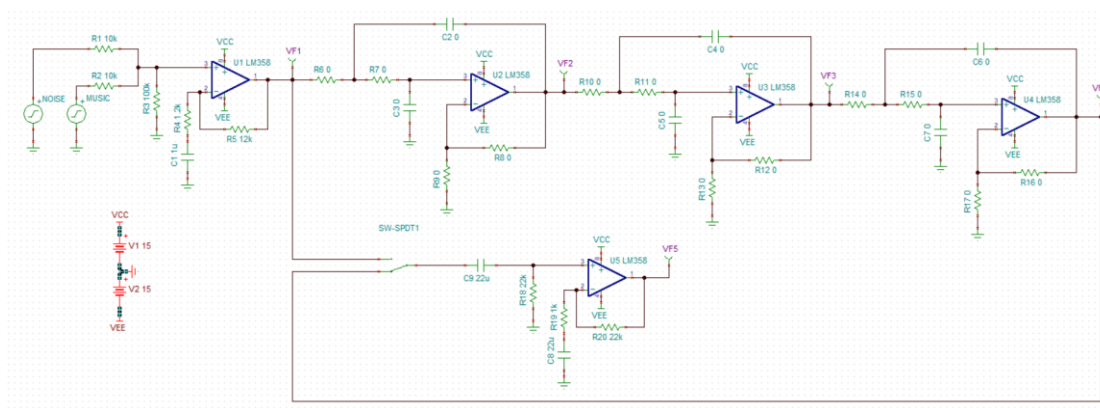 R1 10k
R2 10k
NOISE
MUSIC
R3 100k
VCC
U1 LM358
VEE
R4 1.2k
R5 12k
C1 1u
VF1
R6 0
C2 0
R7 0
C3 0
VCC
U2 LM358
VEE
R8 0
R9 0
VF2
R10 0
C4 0
R11 0
C5 0
VCC
U3 LM358
VEE
R12 0
R13 0
VF3
R14 0
C6 0
R15 0
C7 0
VCC
U4 LM358
VEE
R16 0
R17 0
VCC
V1 15
V2 15
VEE
SW-SPDT1
C9 22u
R18 22k
VCC
U5 LM358
VEE
R19 1k
R20 22k
C8 22u
VF5